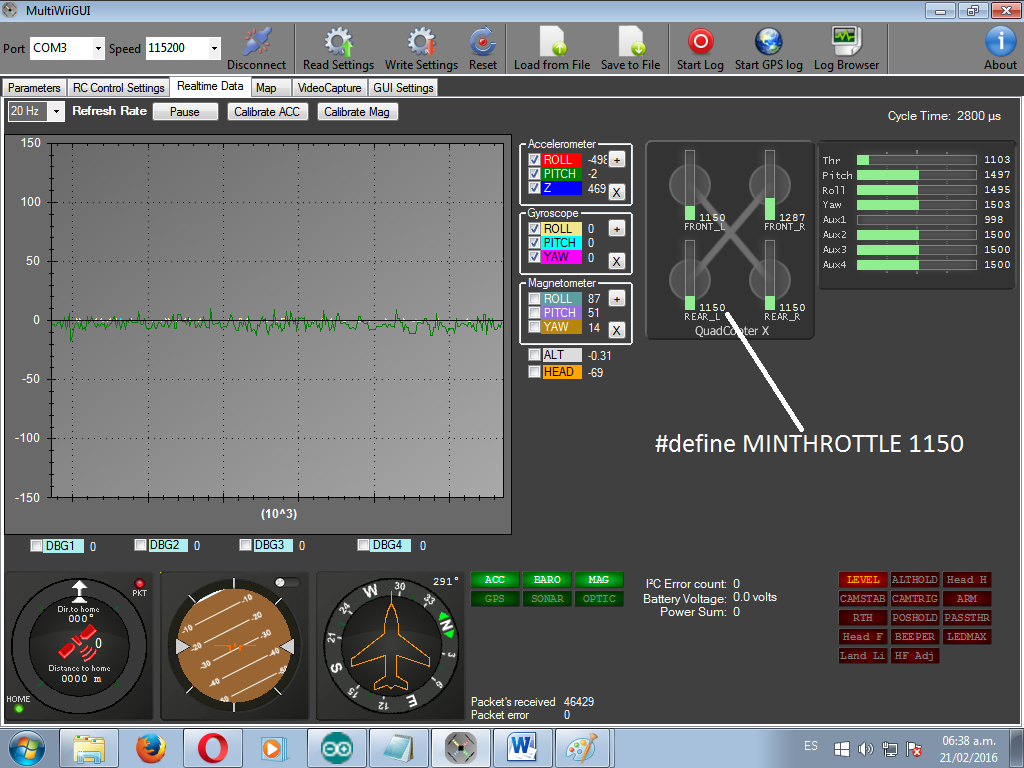 MultiWiiGUI
Port COM3 Speed 115200 Disconnect Read Settings Write Settings Reset Load from File Save to File Start Log Start GPS log Log Browser About
Parameters RC Control Settings Realtime Data Map VideoCapture GUI Settings
20 Hz Refresh Rate Pause Calibrate ACC Calibrate Mag Cycle Time: 2800 µs
150
100
50
0
-50
-100
-150
(10^3)
DBG1 0 DBG2 0 DBG3 0 DBG4 0
Accelerometer
ROLL -498 +
PITCH -2
Z 469 X
Gyroscope
ROLL 0 +
PITCH 0
YAW 0 X
Magnetometer
ROLL 87 +
PITCH 51
YAW 14 X
ALT -0.31
HEAD -69
1150 1287
FRONT_L FRONT_R
1150 1150
REAR_L REAR_R
QuadCopter X
Thr 1103
Pitch 1497
Roll 1495
Yaw 1503
Aux1 998
Aux2 1500
Aux3 1500
Aux4 1500
#define MINTHROTTLE 1150
Dir.to home
000°
0
Distance to home
0000 m
PKT
HOME
-10
-10 -20
-20 -30
-30 -40
-40 -50
-50
291°
30 33 N 3 6 E 12 15 S 21 24 W
ACC BARO MAG
GPS SONAR OPTIC
I²C Error count: 0
Battery Voltage: 0.0 volts
Power Sum: 0
Packet's received 46429
Packet error 0
LEVEL ALTHOLD Head H
CAMSTAB CAMTRIG ARM
RTH POSHOLD PASSTHR
Head F BEEPER LEDMAX
Land Li HF Adj
ES
06:38 a.m.
21/02/2016